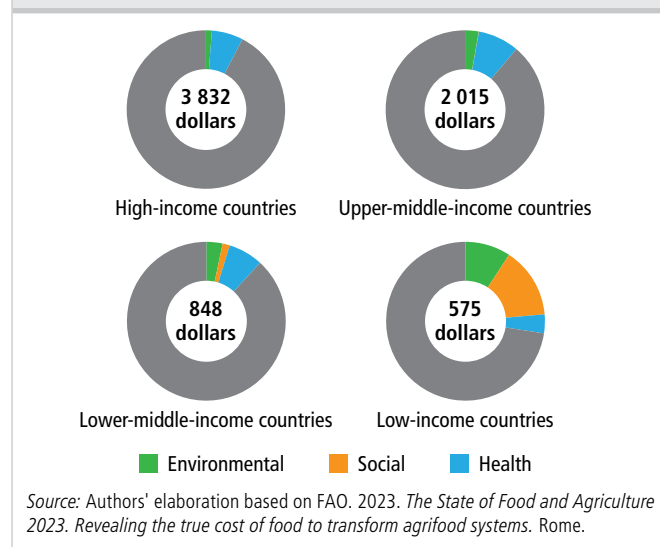 3 832
dollars
2 015
dollars
High-income countries
Upper-middle-income countries
848
dollars
575
dollars
Lower-middle-income countries
Low-income countries
Environmental
Social
Health
Source: Authors' elaboration based on FAO. 2023. The State of Food and Agriculture
2023. Revealing the true cost of food to transform agrifood systems. Rome.